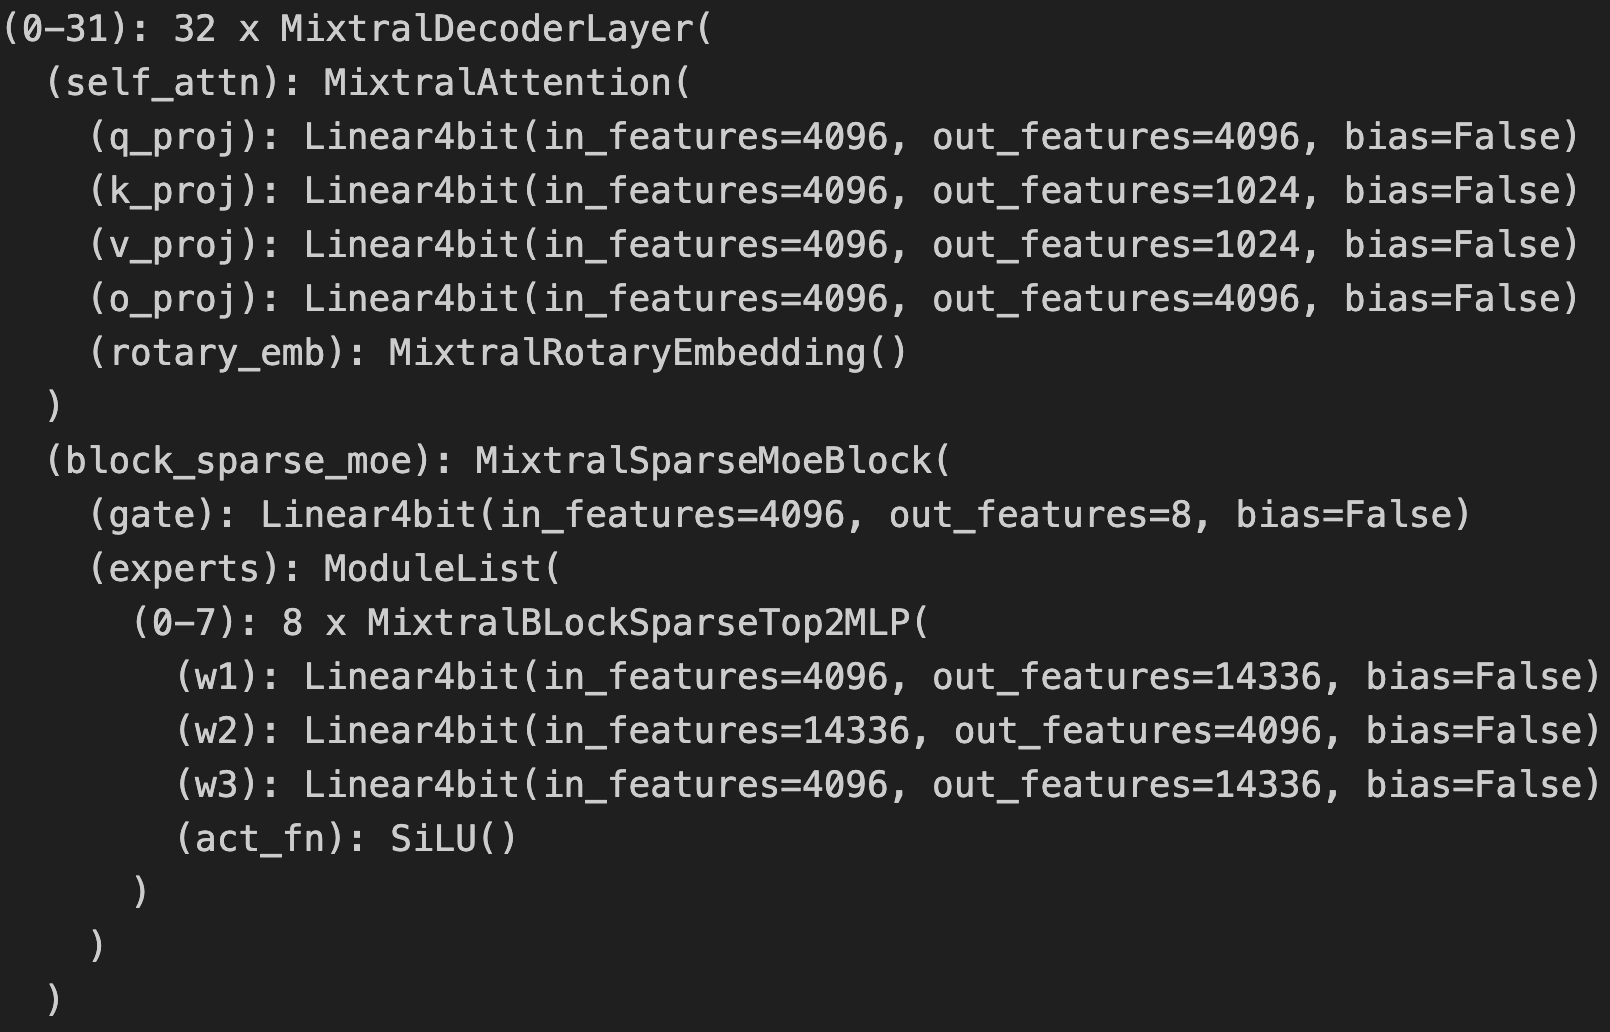 (0-31): 32 x MixtralDecoderLayer(
  (self_attn): MixtralAttention(
    (q_proj): Linear4bit(in_features=4096, out_features=4096, bias=False)
    (k_proj): Linear4bit(in_features=4096, out_features=1024, bias=False)
    (v_proj): Linear4bit(in_features=4096, out_features=1024, bias=False)
    (o_proj): Linear4bit(in_features=4096, out_features=4096, bias=False)
    (rotary_emb): MixtralRotaryEmbedding()
  )
  (block_sparse_moe): MixtralSparseMoeBlock(
    (gate): Linear4bit(in_features=4096, out_features=8, bias=False)
    (experts): ModuleList(
      (0-7): 8 x MixtralBLockSparseTop2MLP(
        (w1): Linear4bit(in_features=4096, out_features=14336, bias=False)
        (w2): Linear4bit(in_features=14336, out_features=4096, bias=False)
        (w3): Linear4bit(in_features=4096, out_features=14336, bias=False)
        (act_fn): SiLU()
      )
    )
  )